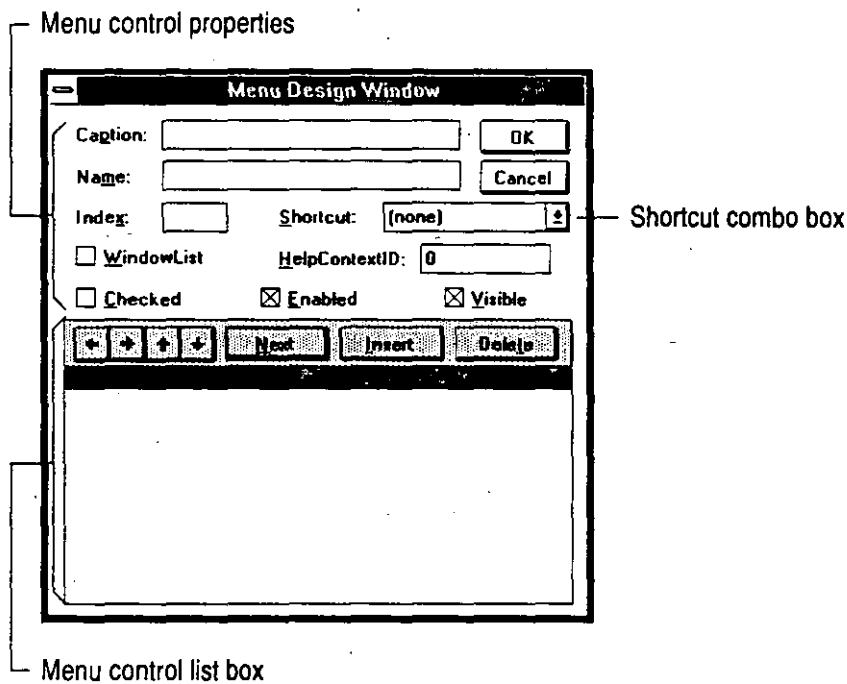 Menu control properties
Menu Design Window
Caption:
OK
Name:
Cancel
Index:
Shortcut:
(none)
Shortcut combo box
WindowList
HelpContextID:
0
Checked
Enabled
Visible
Next
Insert
Delete
Menu control list box